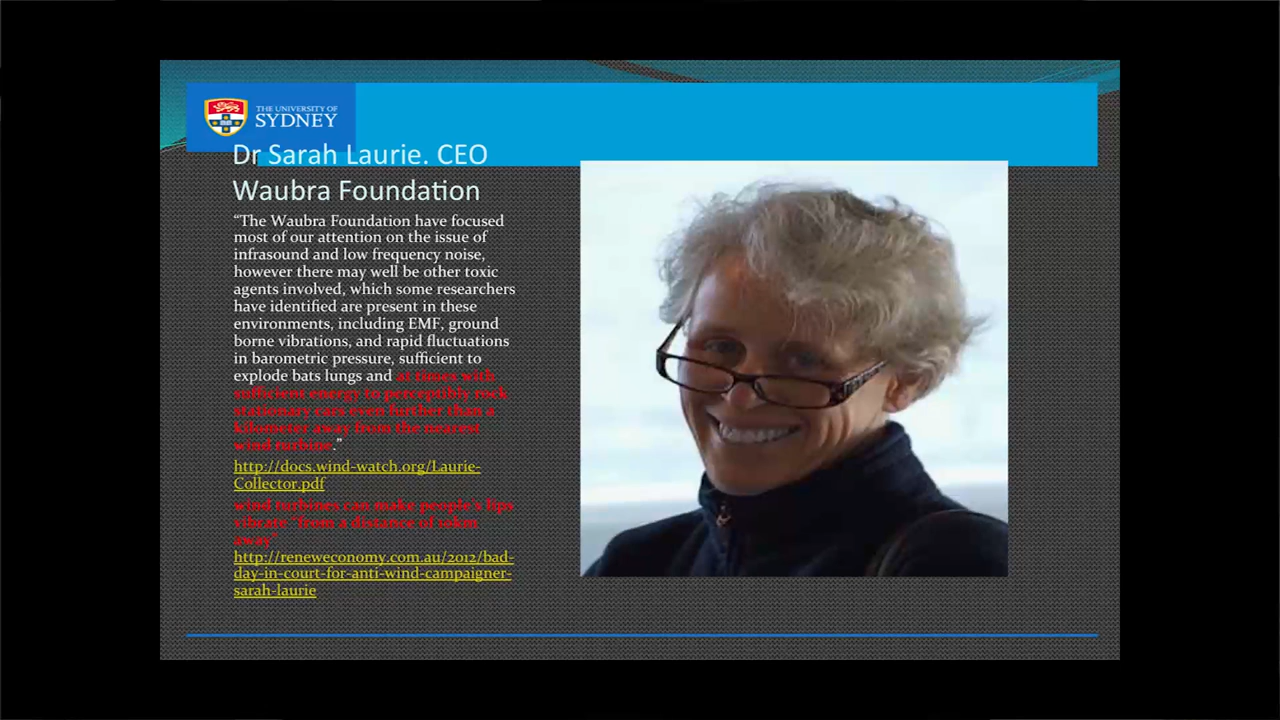 THE UNIVERSITY OF
SYDNEY
Dr Sarah Laurie. CEO
Waubra Foundation
“The Waubra Foundation have focused
most of our attention on the issue of
infrasound and low frequency noise,
however there may well be other toxic
agents involved, which some researchers
have identified are present in these
environments, including EMF, ground
borne vibrations, and rapid fluctuations
in barometric pressure, sufficient to
explode bats lungs and at times with
sufficient energy to perceptibly rock
stationary cars even further than a
kilometer away from the nearest
wind turbine.”
http://docs.wind-watch.org/Laurie-
Collector.pdf
wind turbines can make people's lips
vibrate “from a distance of 10km
away”
http://reneweconomy.com.au/2012/bad-
day-in-court-for-anti-wind-campaigner-
sarah-laurie